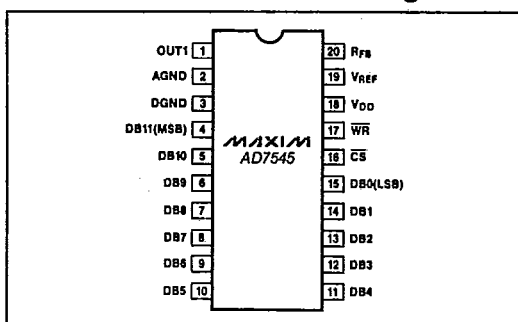 OUT1 1 20 RFB
AGND 2 19 VREF
DGND 3 18 VDD
DB11(MSB) 4 17 WR
MAXIM
AD7545
DB10 5 16 CS
DB9 6 15 DB0(LSB)
DB8 7 14 DB1
DB7 8 13 DB2
DB6 9 12 DB3
DB5 10 11 DB4